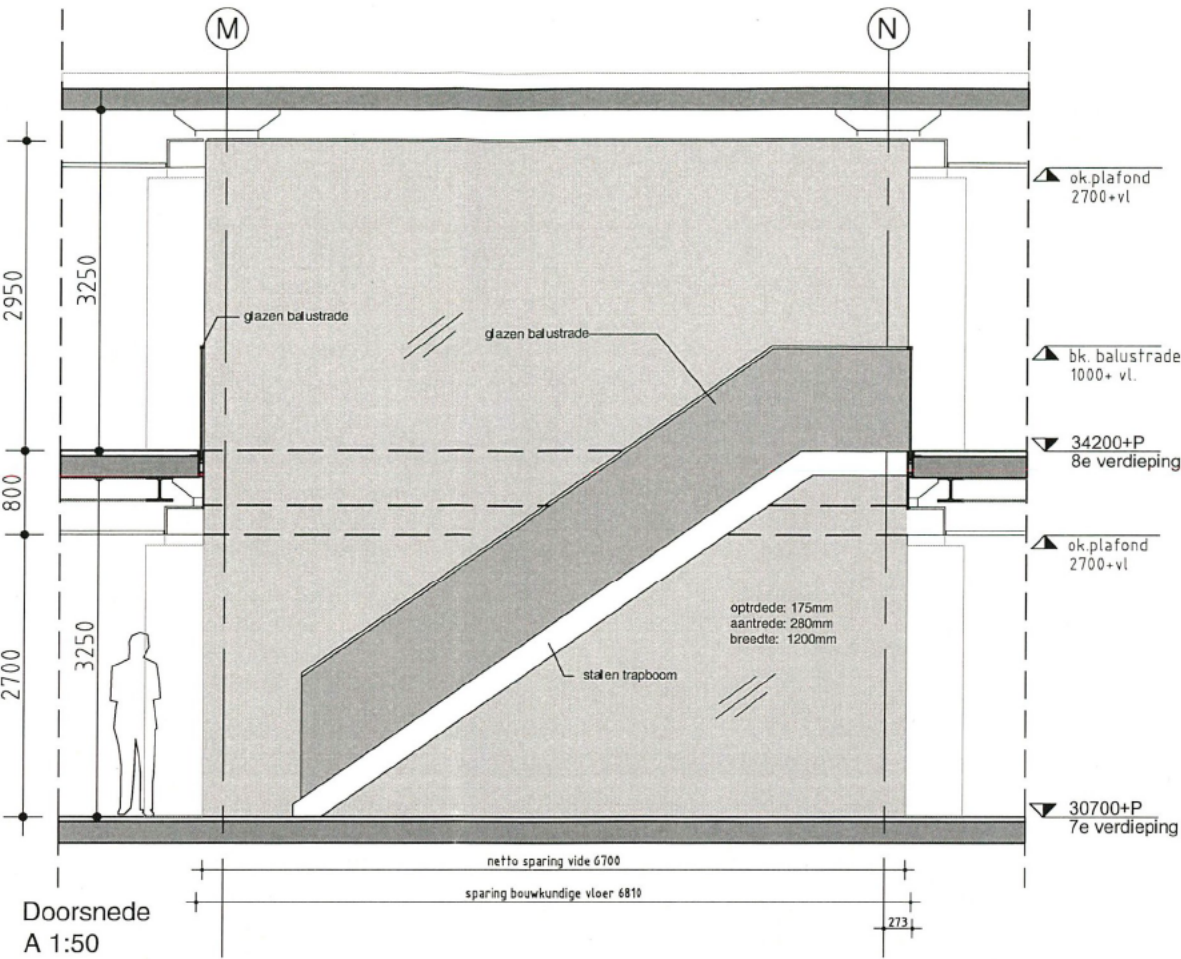 M
N
ok.plafond
2700+vl
2950
3250
glazen balustrade
glazen balustrade
bk. balustrade
1000+ vl.
34200+P
8e verdieping
800
ok.plafond
2700+vl
optrdede: 175mm
aantrede: 280mm
breedte: 1200mm
2700
3250
stalen trapboom
30700+P
7e verdieping
netto sparing vide 6700
sparing bouwkundige vloer 6810
273
Doorsnede
A 1:50